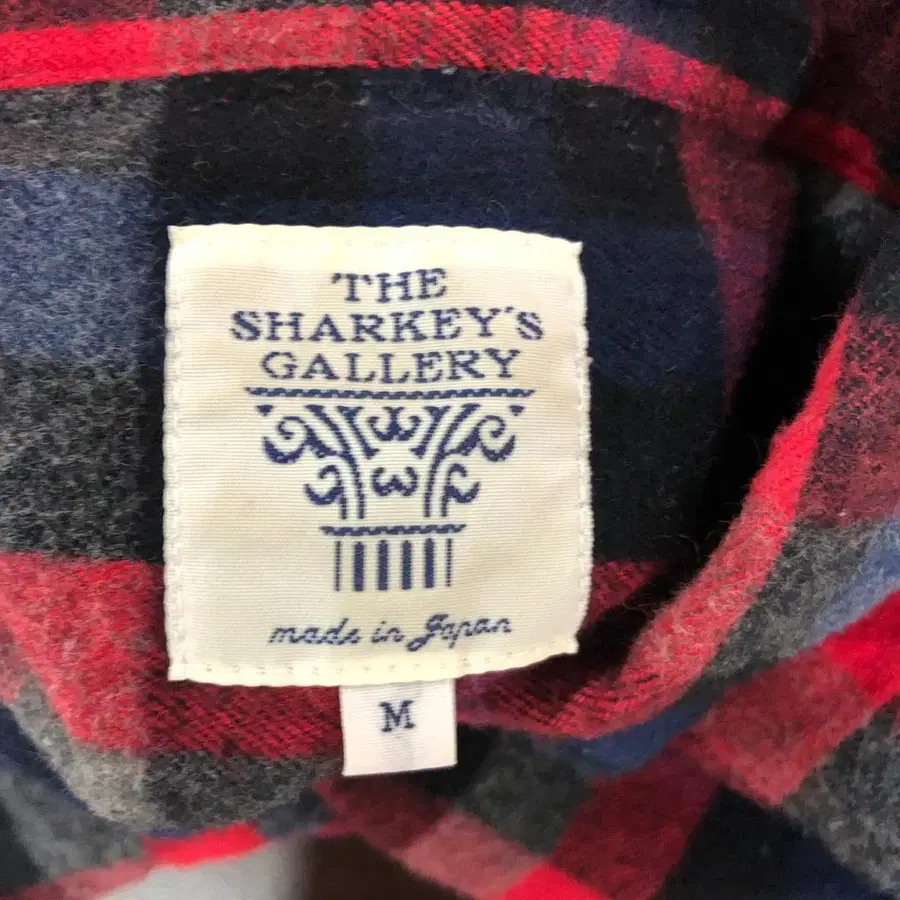 THE
SHARKEY'S
GALLERY
made in Japan
M